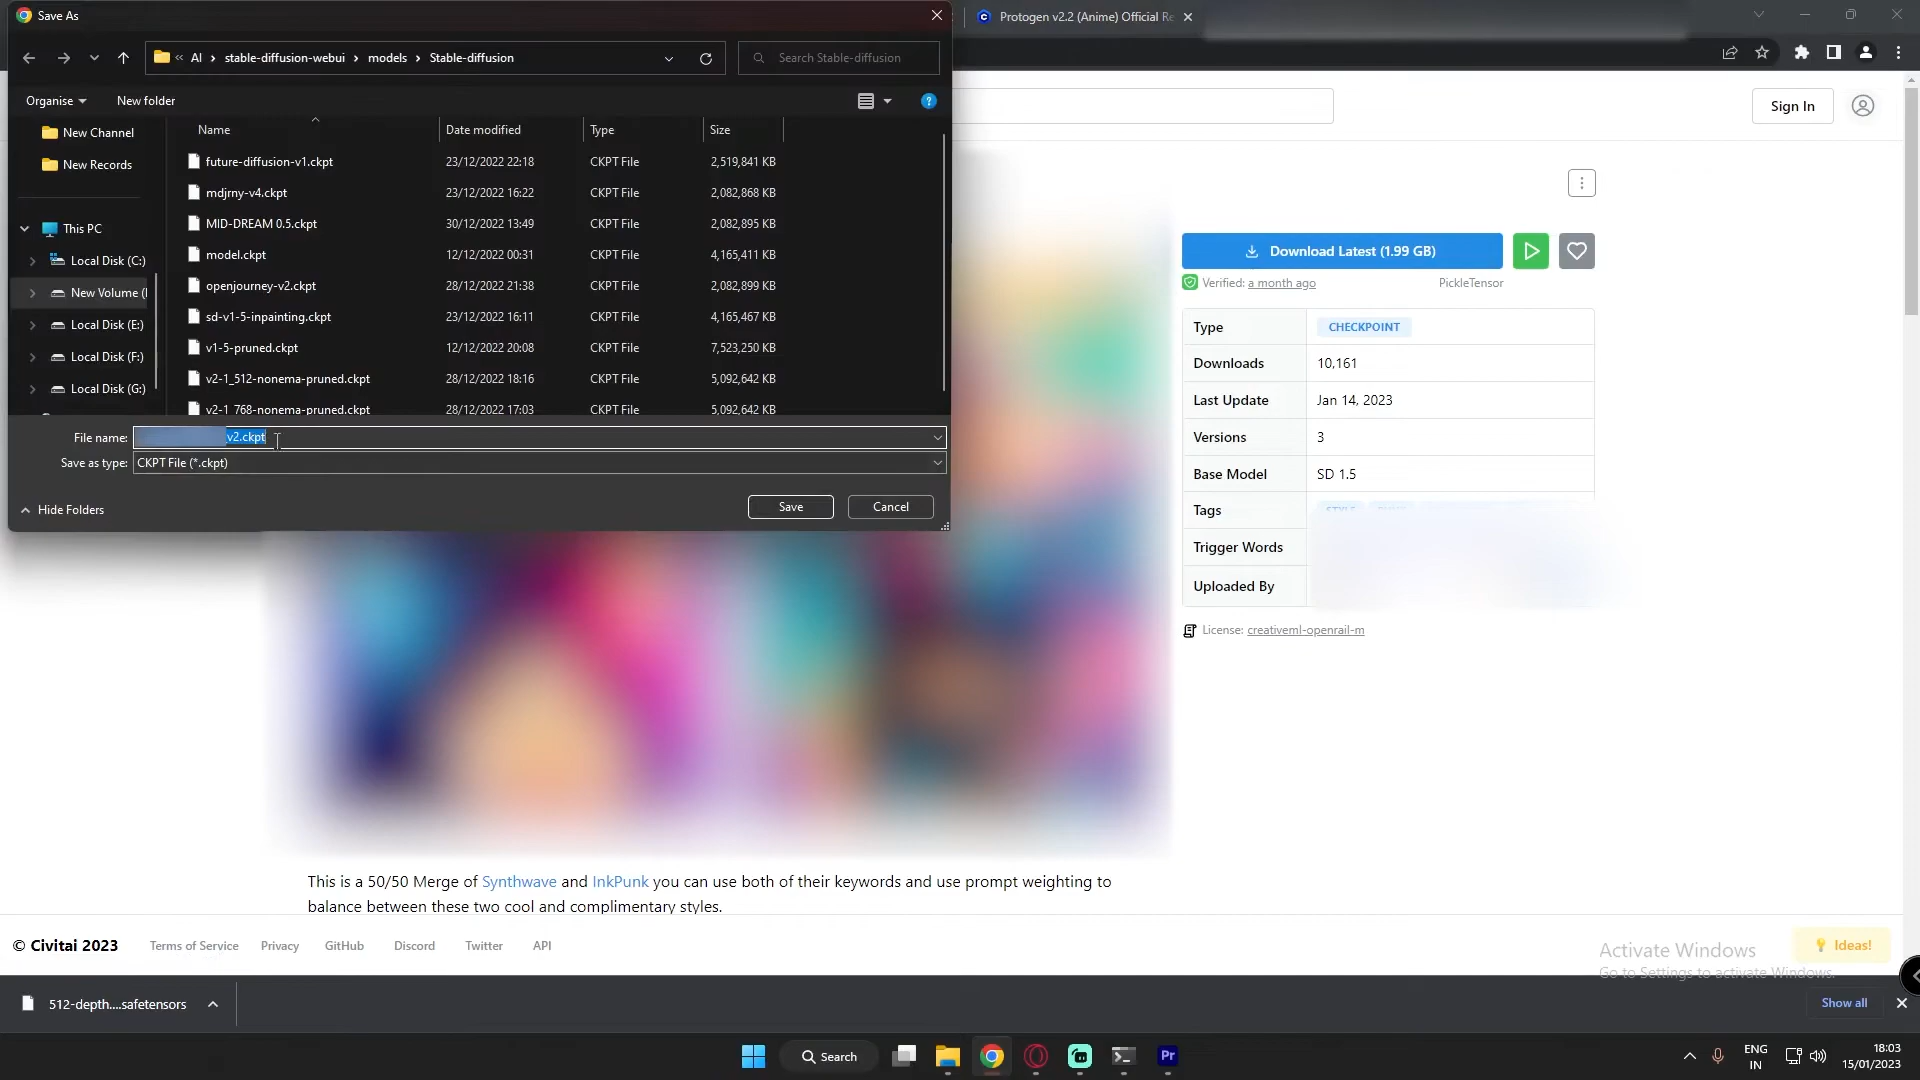 Save As
Protogen v2.2 (Anime) Official Re
« AI › stable-diffusion-webui › models › Stable-diffusion
Search Stable-diffusion
Organise
New folder
Sign In
New Channel
New Records
This PC
Local Disk (C:)
New Volume (
Local Disk (E:)
Local Disk (F:)
Local Disk (G:)
Name Date modified Type Size
future-diffusion-v1.ckpt 23/12/2022 22:18 CKPT File 2,519,841 KB
mdjrny-v4.ckpt 23/12/2022 16:22 CKPT File 2,082,868 KB
MID-DREAM 0.5.ckpt 30/12/2022 13:49 CKPT File 2,082,895 KB
model.ckpt 12/12/2022 00:31 CKPT File 4,165,411 KB
openjourney-v2.ckpt 28/12/2022 21:38 CKPT File 2,082,899 KB
sd-v1-5-inpainting.ckpt 23/12/2022 16:11 CKPT File 4,165,467 KB
v1-5-pruned.ckpt 12/12/2022 20:08 CKPT File 7,523,250 KB
v2-1_512-nonema-pruned.ckpt 28/12/2022 18:16 CKPT File 5,092,642 KB
v2-1_768-nonema-pruned.ckpt 28/12/2022 17:03 CKPT File 5,092,642 KB
File name: v2.ckpt
Save as type: CKPT File (*.ckpt)
Hide Folders
Save
Cancel
Download Latest (1.99 GB)
Verified: a month ago
PickleTensor
Type CHECKPOINT
Downloads 10,161
Last Update Jan 14, 2023
Versions 3
Base Model SD 1.5
Tags STYLE
Trigger Words
Uploaded By
License: creativeml-openrail-m
This is a 50/50 Merge of Synthwave and InkPunk you can use both of their keywords and use prompt weighting to
balance between these two cool and complimentary styles.
© Civitai 2023 Terms of Service Privacy GitHub Discord Twitter API
Ideas!
Activate Windows
Go to Settings to activate Windows.
512-depth....safetensors
Show all
Search
Pr
ENG
IN
18:03
15/01/2023